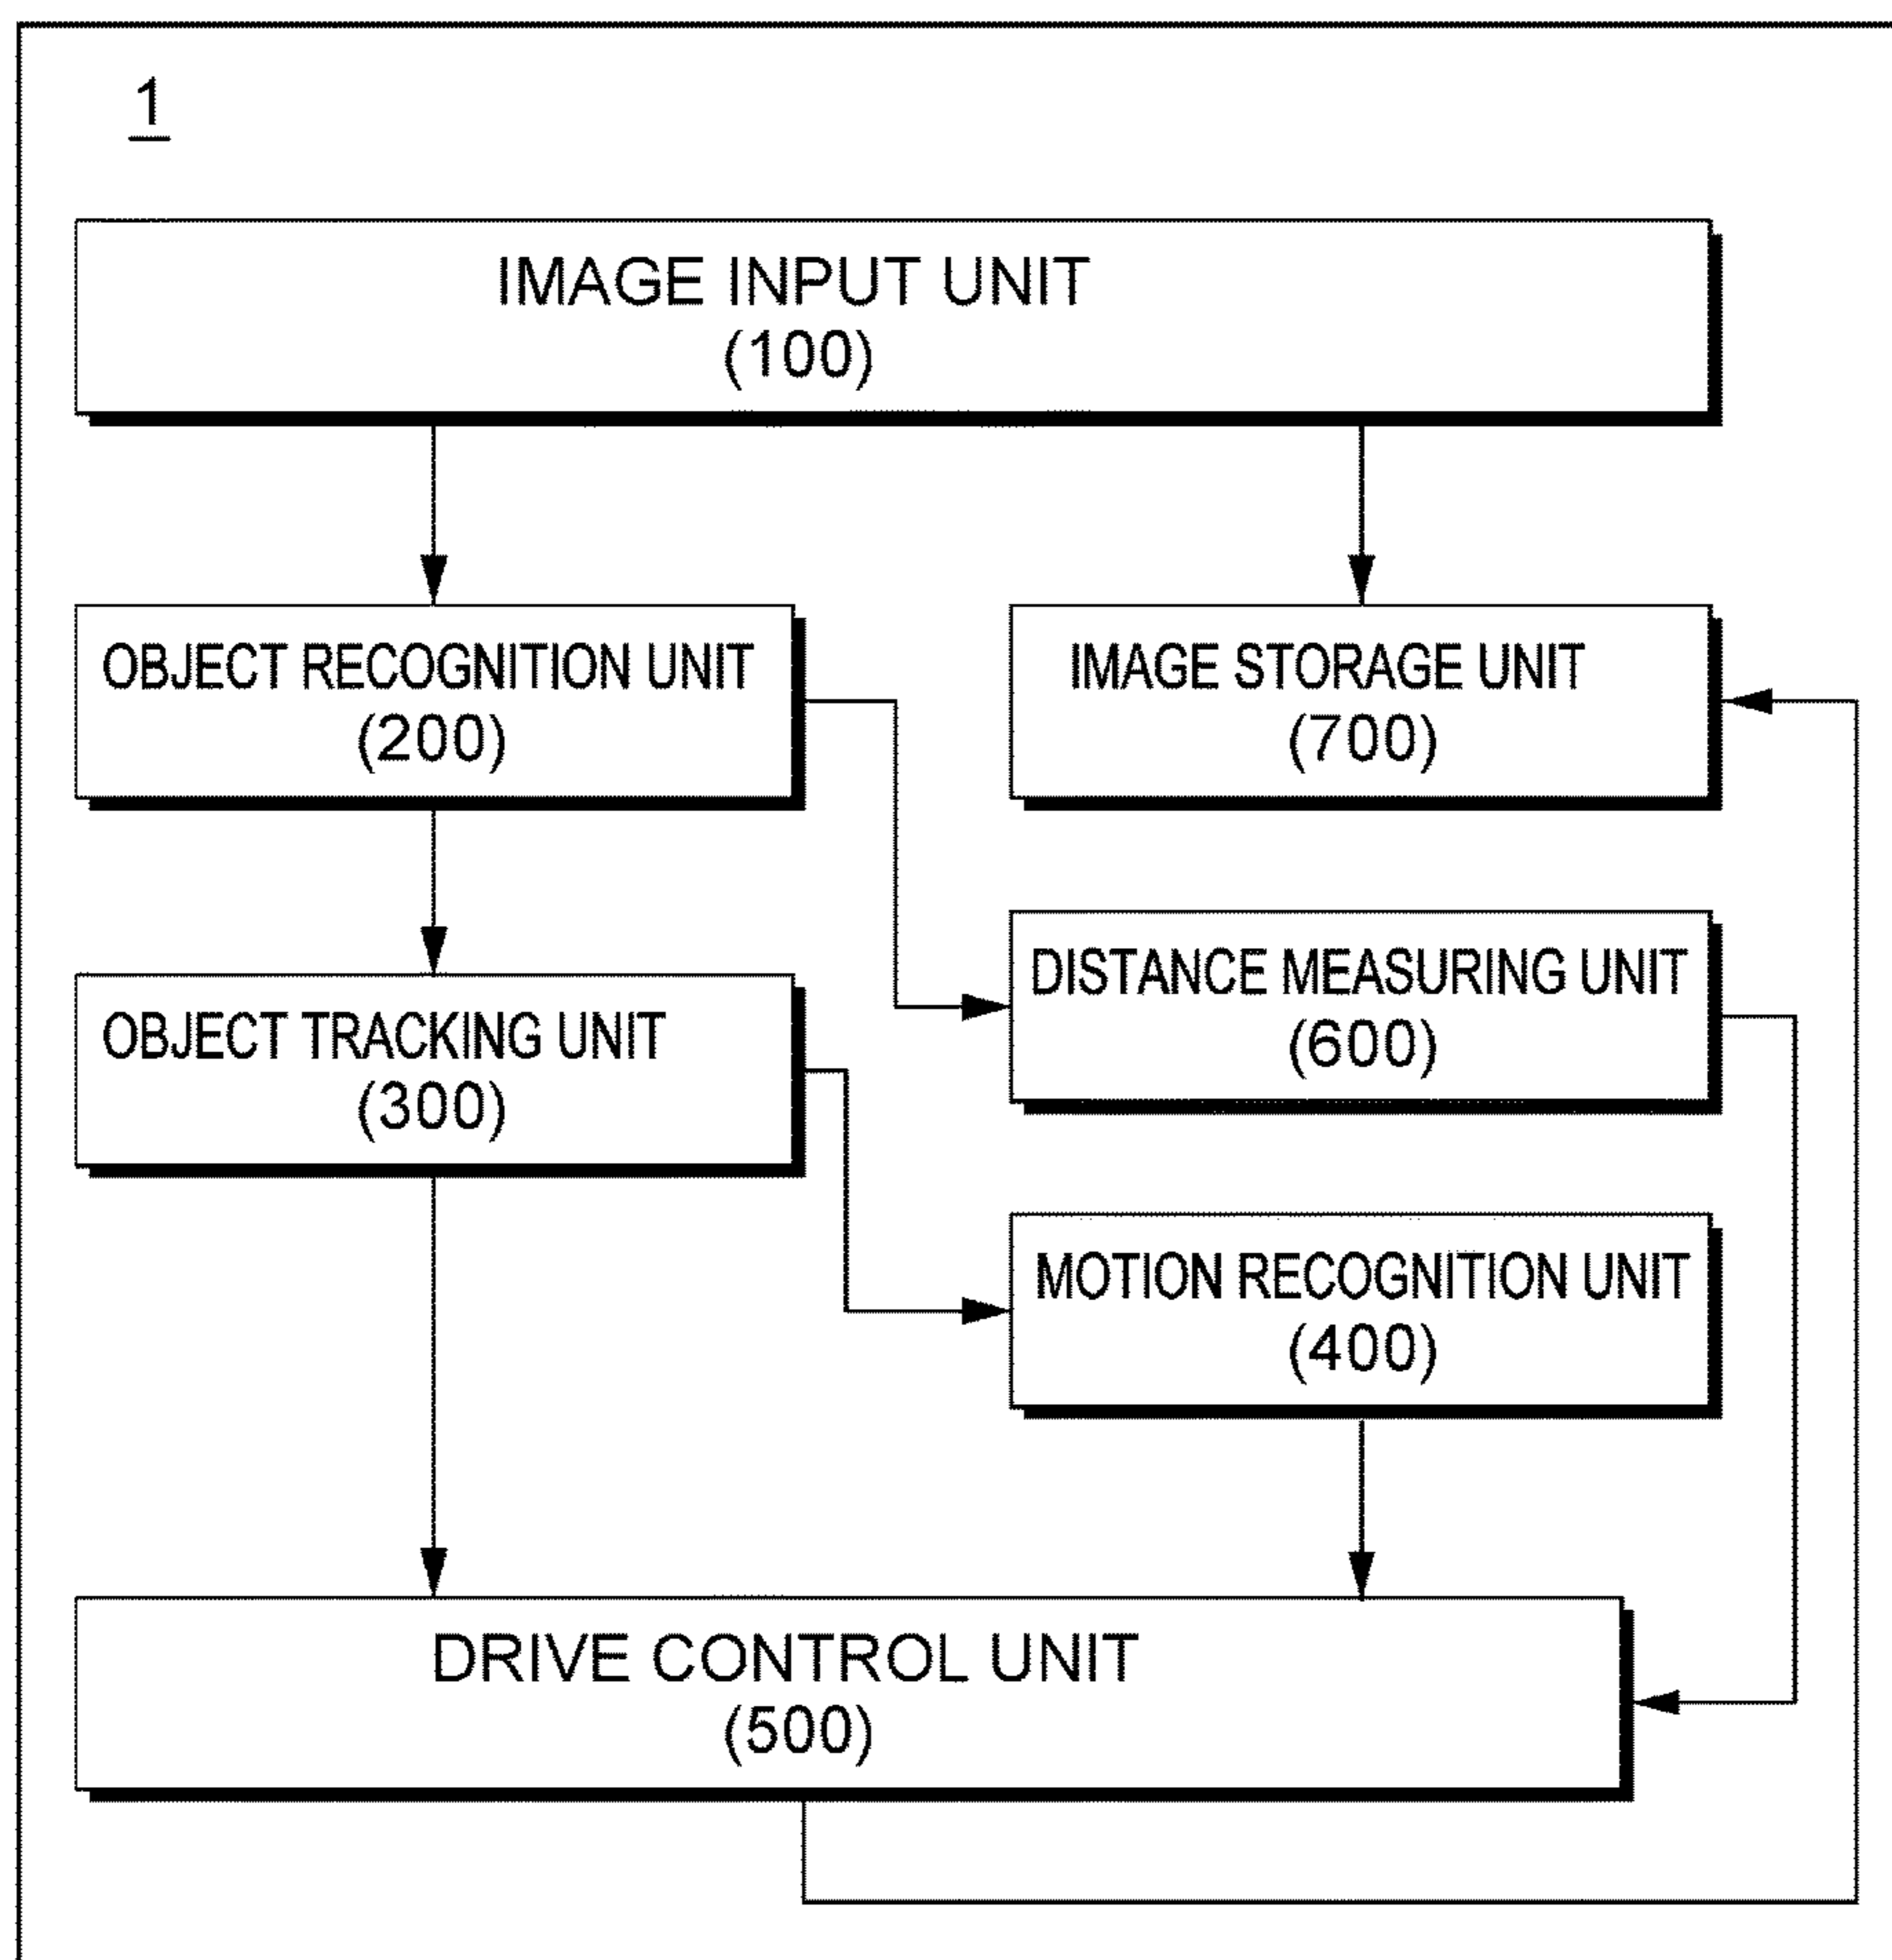 1
IMAGE INPUT UNIT
(100)
OBJECT RECOGNITION UNIT
(200)
IMAGE STORAGE UNIT
(700)
DISTANCE MEASURING UNIT
(600)
OBJECT TRACKING UNIT
(300)
MOTION RECOGNITION UNIT
(400)
DRIVE CONTROL UNIT
(500)